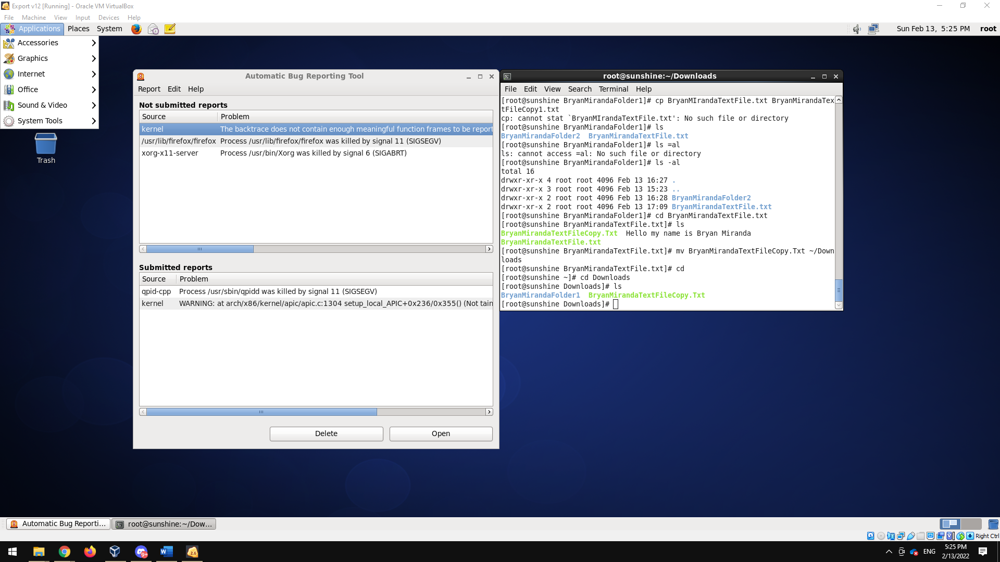 Export v12 [Running] - Oracle VM VirtualBox
File Machine View Input Devices Help
Applications Places System
Sun Feb 13, 5:25 PM root
Accessories
Graphics
Internet
Office
Sound & Video
System Tools
Trash
Automatic Bug Reporting Tool
Report Edit Help
Not submitted reports
Source Problem
kernel The backtrace does not contain enough meaningful function frames to be report
/usr/lib/firefox/firefox Process /usr/lib/firefox/firefox was killed by signal 11 (SIGSEGV)
xorg-x11-server Process /usr/bin/Xorg was killed by signal 6 (SIGABRT)
Submitted reports
Source Problem
qpid-cpp Process /usr/sbin/qpidd was killed by signal 11 (SIGSEGV)
kernel WARNING: at arch/x86/kernel/apic/apic.c:1304 setup_local_APIC+0x236/0x355() (Not tain
Delete Open
root@sunshine:~/Downloads
File Edit View Search Terminal Help
[root@sunshine BryanMirandaFolder1]# cp BryanMIrandaTextFile.txt BryanMirandaTex
tFileCopy1.txt
cp: cannot stat `BryanMIrandaTextFile.txt': No such file or directory
[root@sunshine BryanMirandaFolder1]# ls
BryanMirandaFolder2  BryanMirandaTextFile.txt
[root@sunshine BryanMirandaFolder1]# ls =al
ls: cannot access =al: No such file or directory
[root@sunshine BryanMirandaFolder1]# ls -al
total 16
drwxr-xr-x 4 root root 4096 Feb 13 16:27 .
drwxr-xr-x 3 root root 4096 Feb 13 15:23 ..
drwxr-xr-x 2 root root 4096 Feb 13 16:28 BryanMirandaFolder2
drwxr-xr-x 2 root root 4096 Feb 13 17:09 BryanMirandaTextFile.txt
[root@sunshine BryanMirandaFolder1]# cd BryanMirandaTextFile.txt
[root@sunshine BryanMirandaTextFile.txt]# ls
BryanMirandaTextFileCopy.Txt  Hello my name is Bryan Miranda
BryanMirandaTextFile.txt
[root@sunshine BryanMirandaTextFile.txt]# mv BryanMirandaTextFileCopy.Txt ~/Down
loads
[root@sunshine BryanMirandaTextFile.txt]# cd
[root@sunshine ~]# cd Downloads
[root@sunshine Downloads]# ls
BryanMirandaFolder1  BryanMirandaTextFileCopy.Txt
[root@sunshine Downloads]#
Automatic Bug Reporti...
root@sunshine:~/Dow...
Right Ctrl
9+
2.6
ENG
5:25 PM
2/13/2022